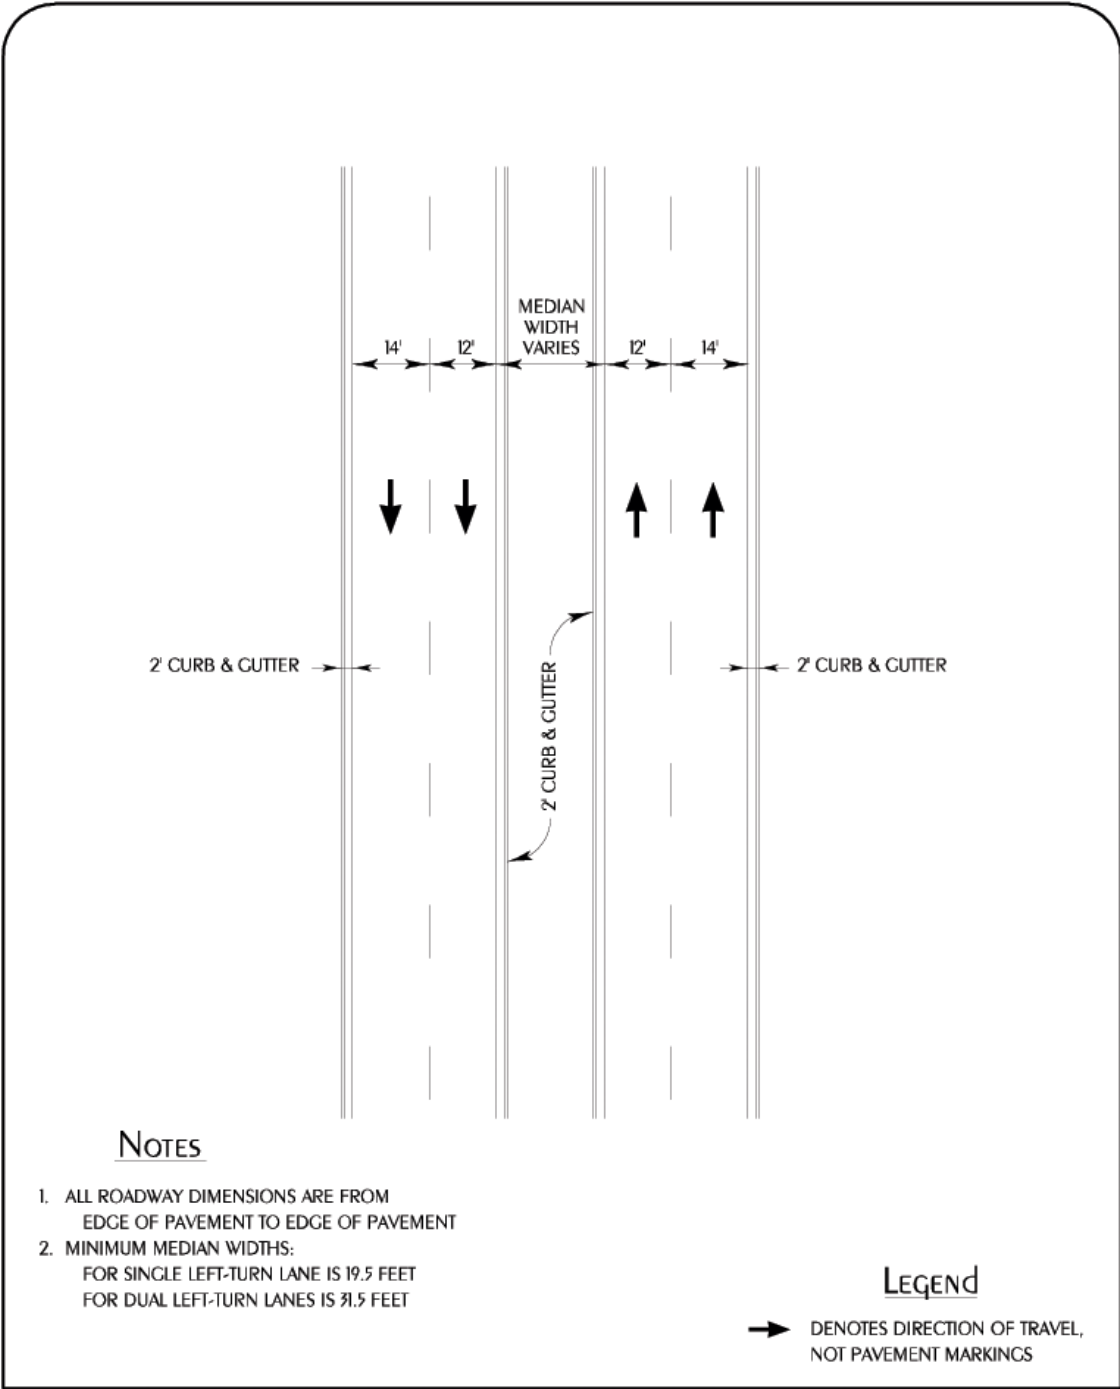 MEDIAN
WIDTH
VARIES
14' 12' 12' 14'
2' CURB & GUTTER
2' CURB & GUTTER
2' CURB & GUTTER
NOTES
1. ALL ROADWAY DIMENSIONS ARE FROM
EDGE OF PAVEMENT TO EDGE OF PAVEMENT
2. MINIMUM MEDIAN WIDTHS:
FOR SINGLE LEFT-TURN LANE IS 19.5 FEET
FOR DUAL LEFT-TURN LANES IS 31.5 FEET
LEGENd
DENOTES DIRECTION OF TRAVEL,
NOT PAVEMENT MARKINGS